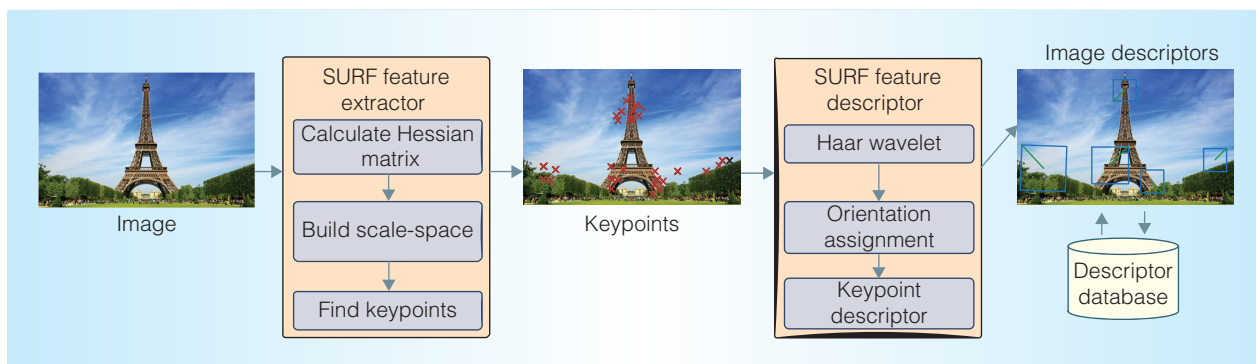 Image
SURF feature
extractor
Calculate Hessian
matrix
Build scale-space
Find keypoints
Keypoints
SURF feature
descriptor
Haar wavelet
Orientation
assignment
Keypoint
descriptor
Image descriptors
Descriptor
database